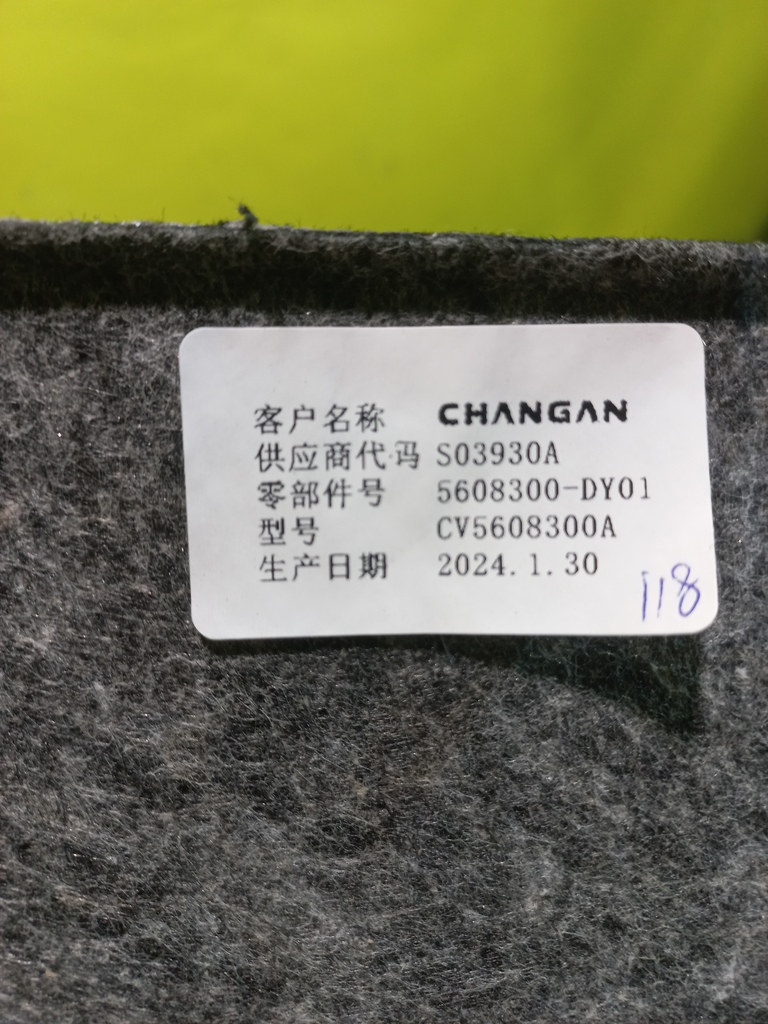 客户名称 CHANGAN
供应商代码 S03930A
零部件号 5608300-DY01
型号 CV5608300A
生产日期 2024.1.30
118